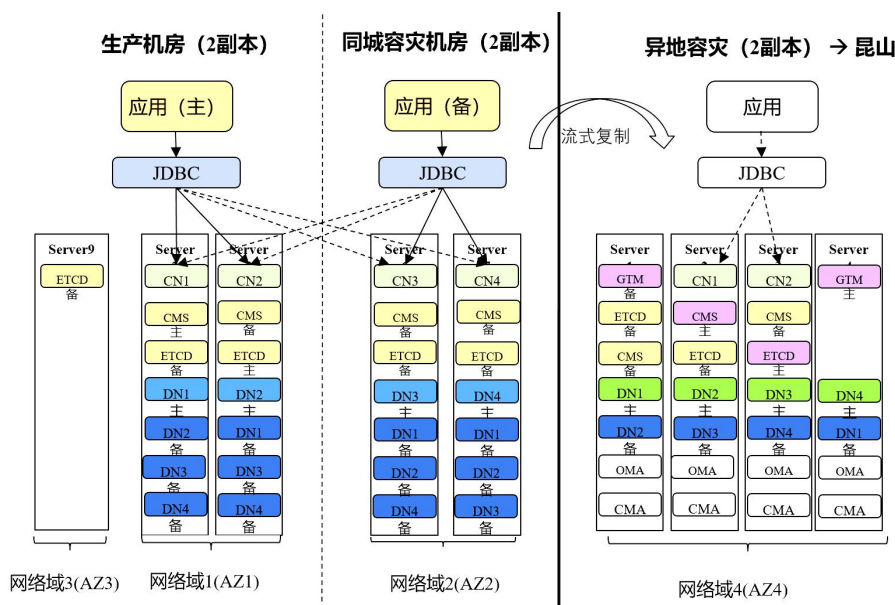 生产机房（2副本）
同城容灾机房（2副本）
异地容灾（2副本）→ 昆山
应用（主）
应用（备）
应用
流式复制
JDBC
JDBC
JDBC
Server9
ETCD
备
Server
CN1
CMS
主
ETCD
备
DN1
主
DN2
备
DN3
备
DN4
备
Server
CN2
CMS
备
ETCD
主
DN2
主
DN1
备
DN3
备
DN4
备
Server
CN3
CMS
备
ETCD
备
DN3
主
DN1
备
DN2
备
DN4
备
Server
CN4
CMS
备
ETCD
备
DN4
主
DN1
备
DN2
备
DN3
备
Server
GTM
备
ETCD
备
CMS
备
DN1
主
DN2
备
OMA
CMA
Server
CN1
CMS
主
ETCD
备
DN2
主
DN3
备
OMA
CMA
Server
CN2
CMS
备
ETCD
主
DN3
主
DN4
备
OMA
CMA
Server
GTM
主
DN4
主
DN1
备
OMA
CMA
网络域3(AZ3)
网络域1(AZ1)
网络域2(AZ2)
网络域4(AZ4)